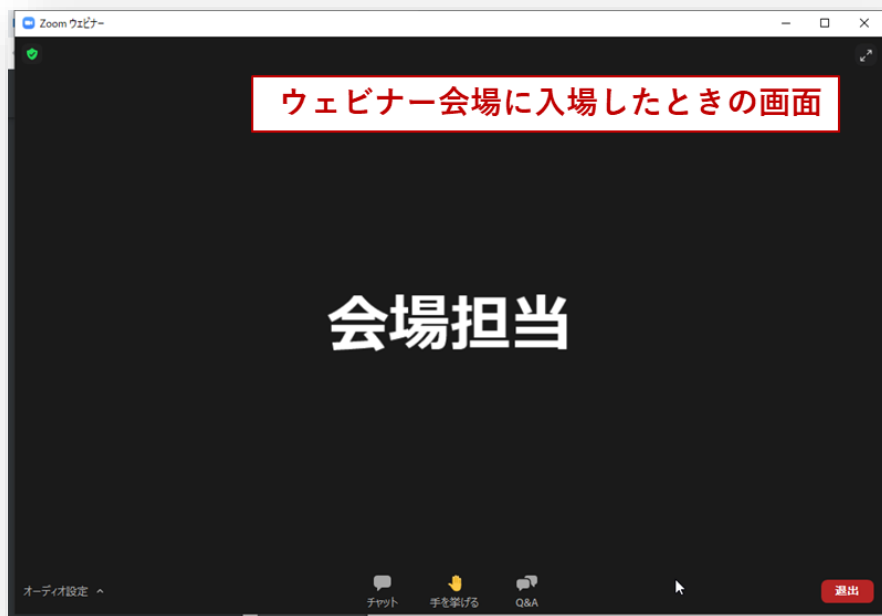 Zoom ウェビナー
ウェビナー会場に入場したときの画面
会場担当
オーディオ設定
チャット
手を挙げる
Q&A
退出